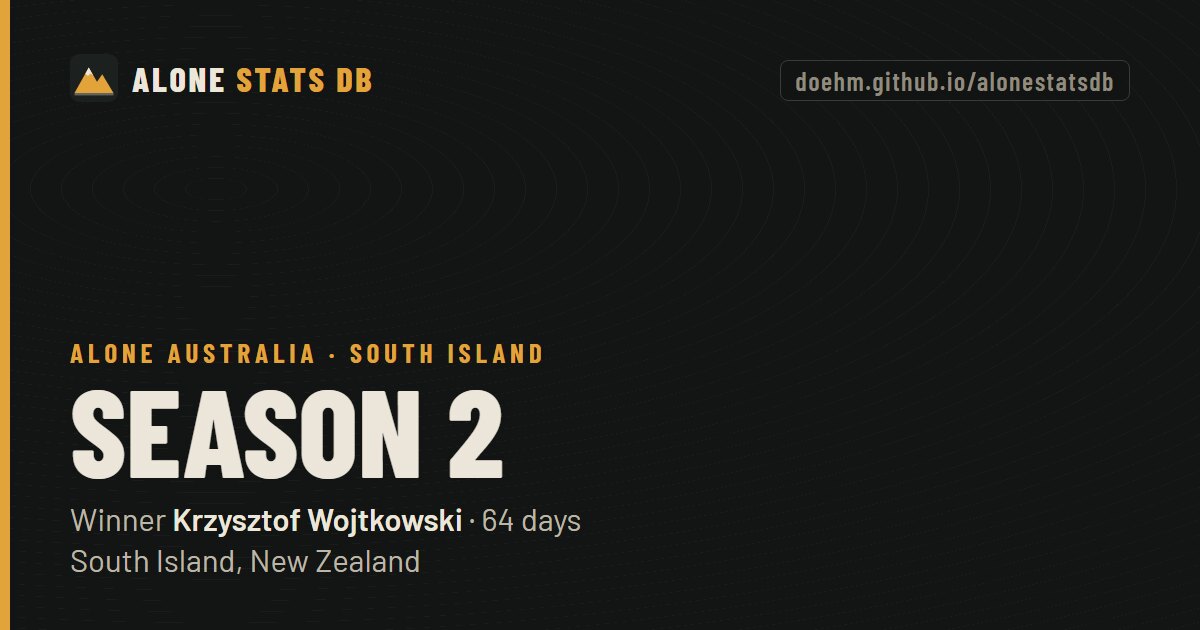 ALONE STATS DB
doehm.github.io/alonestatsdb
ALONE AUSTRALIA · SOUTH ISLAND
SEASON 2
Winner Krzysztof Wojtkowski · 64 days
South Island, New Zealand